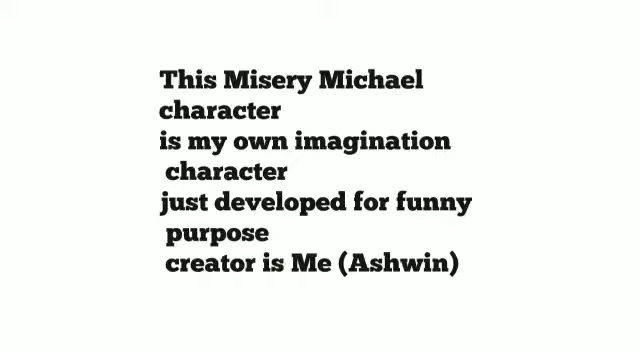 This Misery Michael
character
is my own imagination
character
just developed for funny
purpose
creator is Me (Ashwin)